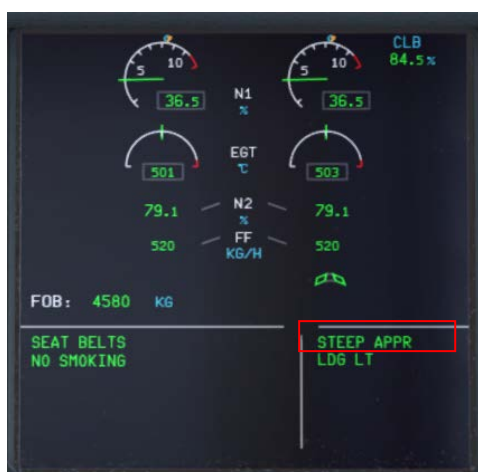 CLB
84.5%
5 10
5 10
36.5 N1 36.5
%
EGT
501 °C 503
79.1 N2 79.1
%
520 FF 520
KG/H
FOB: 4580 KG
SEAT BELTS STEEP APPR
NO SMOKING LDG LT